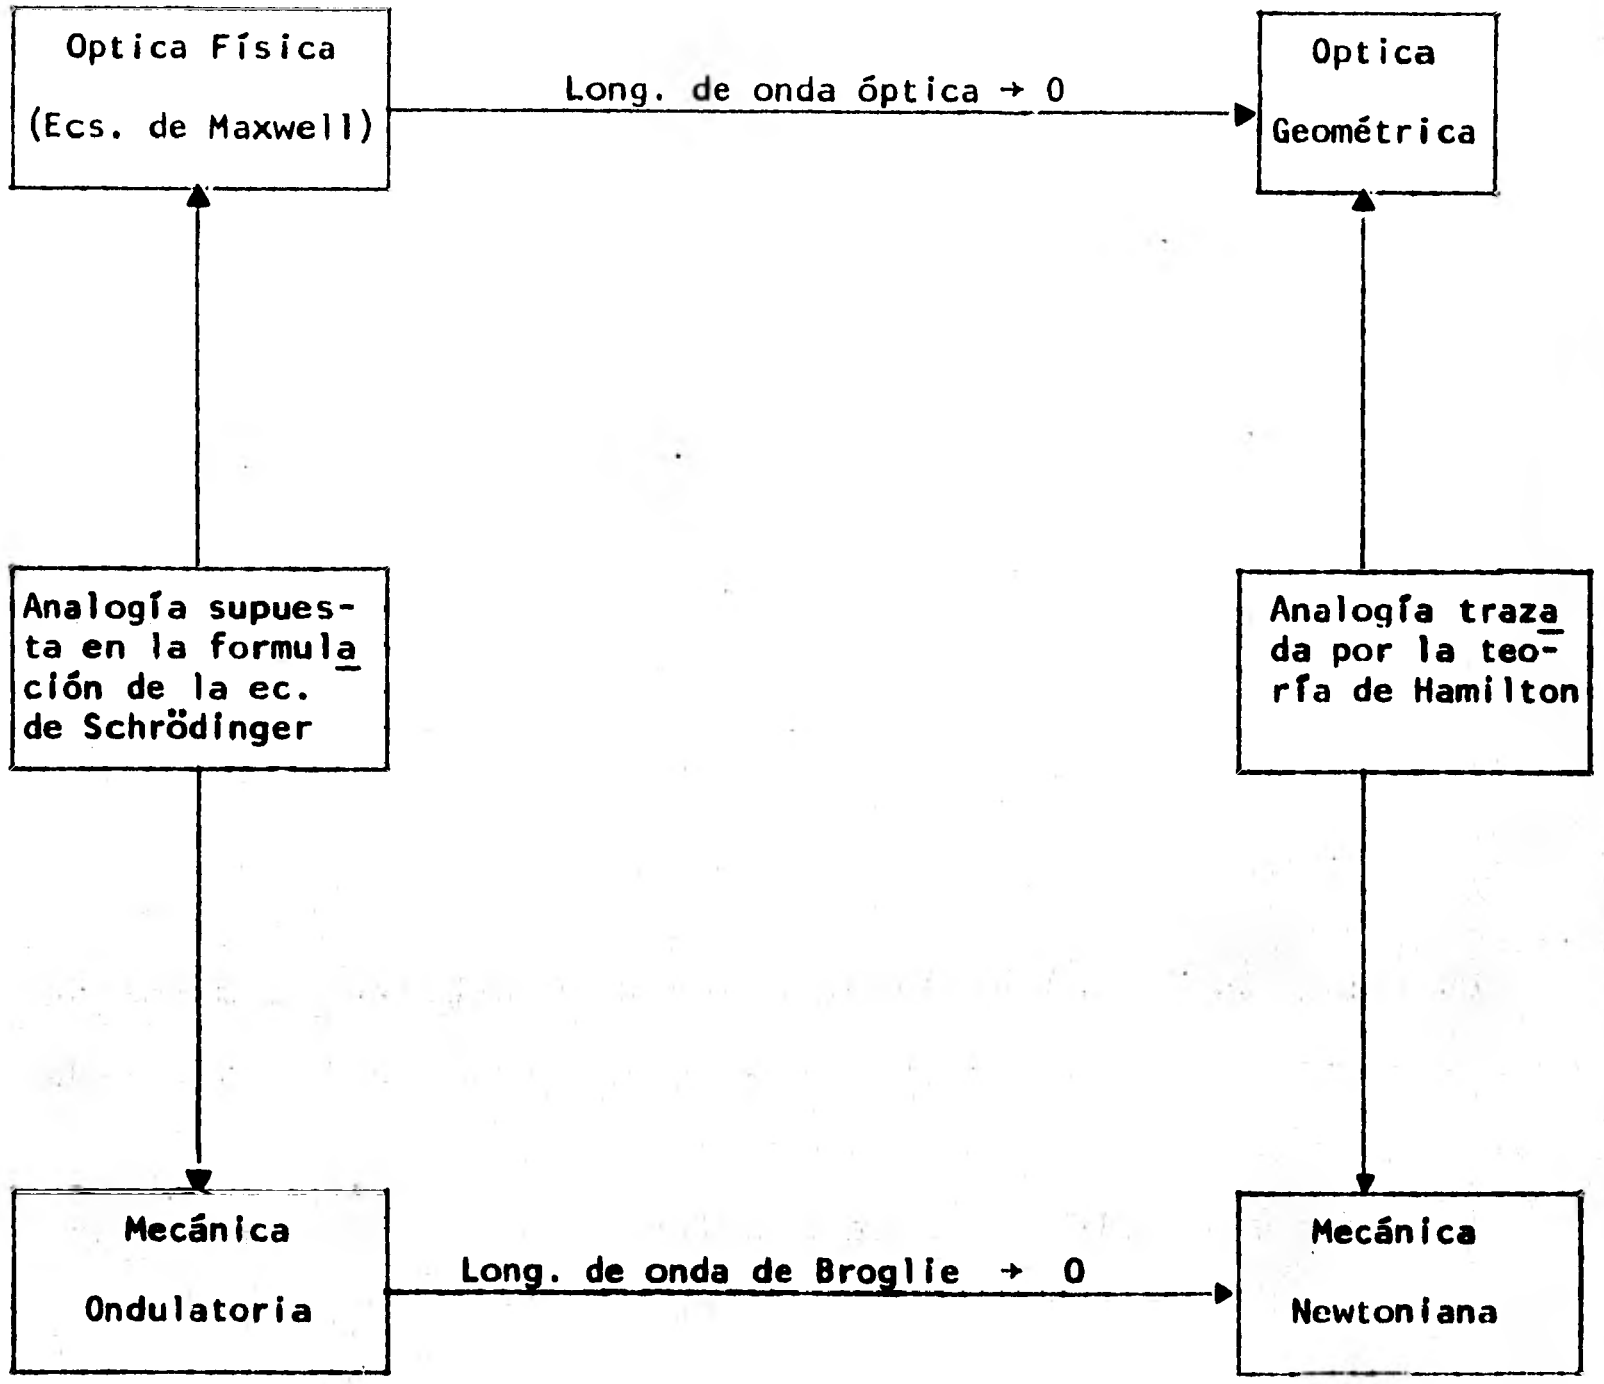 Optica Física
(Ecs. de Maxwell)
Long. de onda óptica → 0
Optica
Geométrica
Analogía supues-
ta en la formula
ción de la ec.
de Schrödinger
Analogía traza
da por la teo-
ría de Hamilton
Mecánica
Ondulatoria
Long. de onda de Broglie → 0
Mecánica
Newtoniana